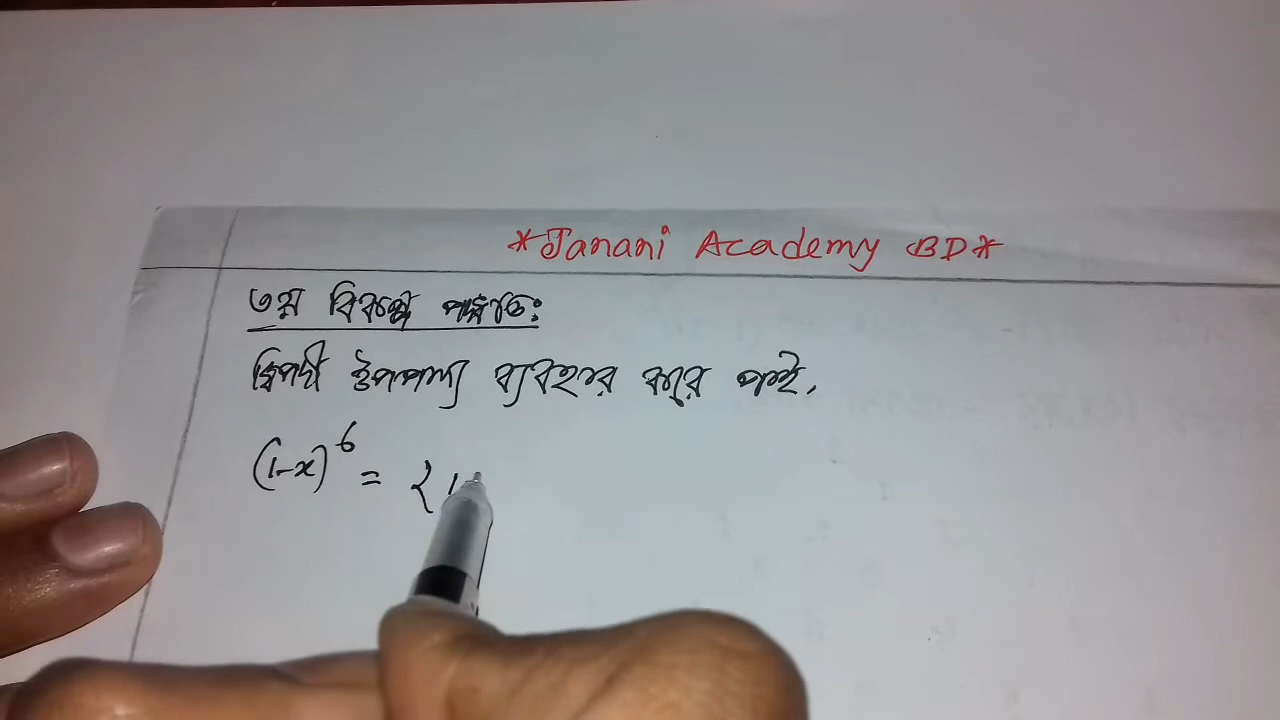 *Janani Academy BD*
৩য় বিকল্প পদ্ধতি:
দ্বিপদী উপপাদ্য ব্যবহার করে পাই,
(1-x)^6 = {1